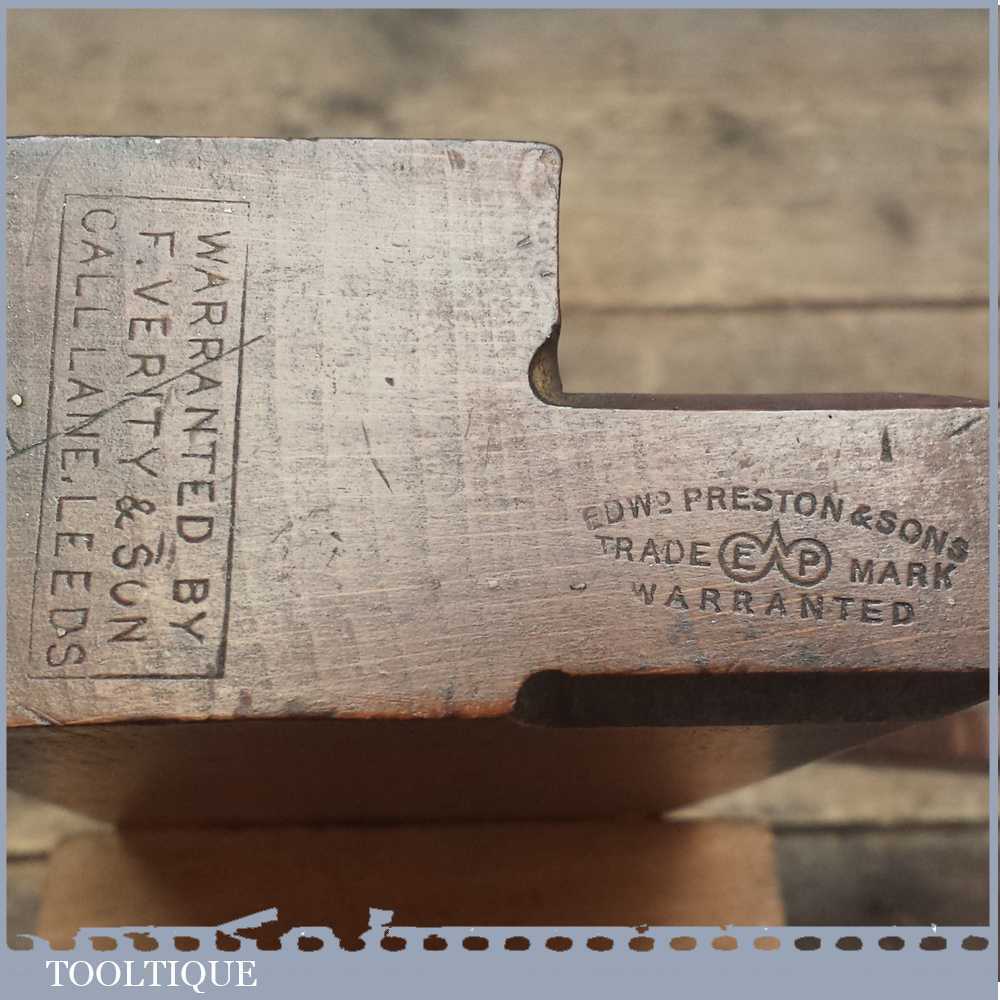 WARRANTED BY
F. VERITY & SON
CALL LANE, LEEDS
EDWD PRESTON & SONS
TRADE EP MARK
WARRANTED
TOOLTIQUE